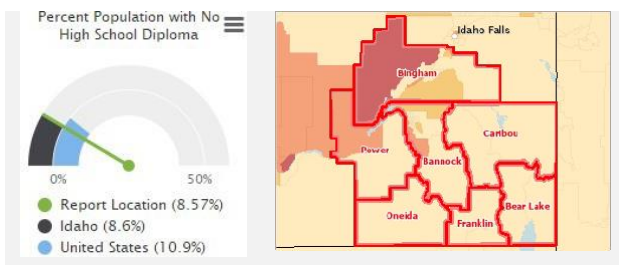 Percent Population with No
High School Diploma
0%
50%
Report Location (8.57%)
Idaho (8.6%)
United States (10.9%)
Idaho Falls
Bingham
Power
Caribou
Bannock
Oneida
Franklin
Bear Lake